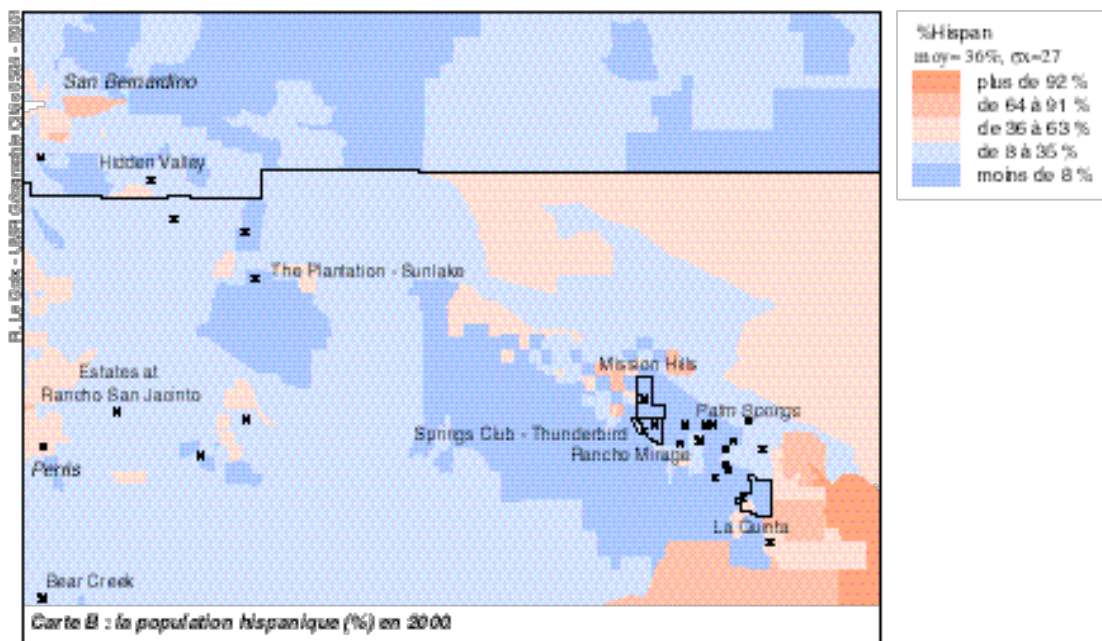 San Bernardino
Hidden Valley
The Plantation - Sunlake
Estates at
Rancho San Jacinto
Mission Hills
Palm Springs
Springs Club - Thunderbird
Rancho Mirage
Perris
La Quinta
Bear Creek
Carte B : la population hispanique (%) en 2000
%Hispan
moy= 36%, σx=27
plus de 92 %
de 64 à 91 %
de 36 à 63 %
de 8 à 35 %
moins de 8 %